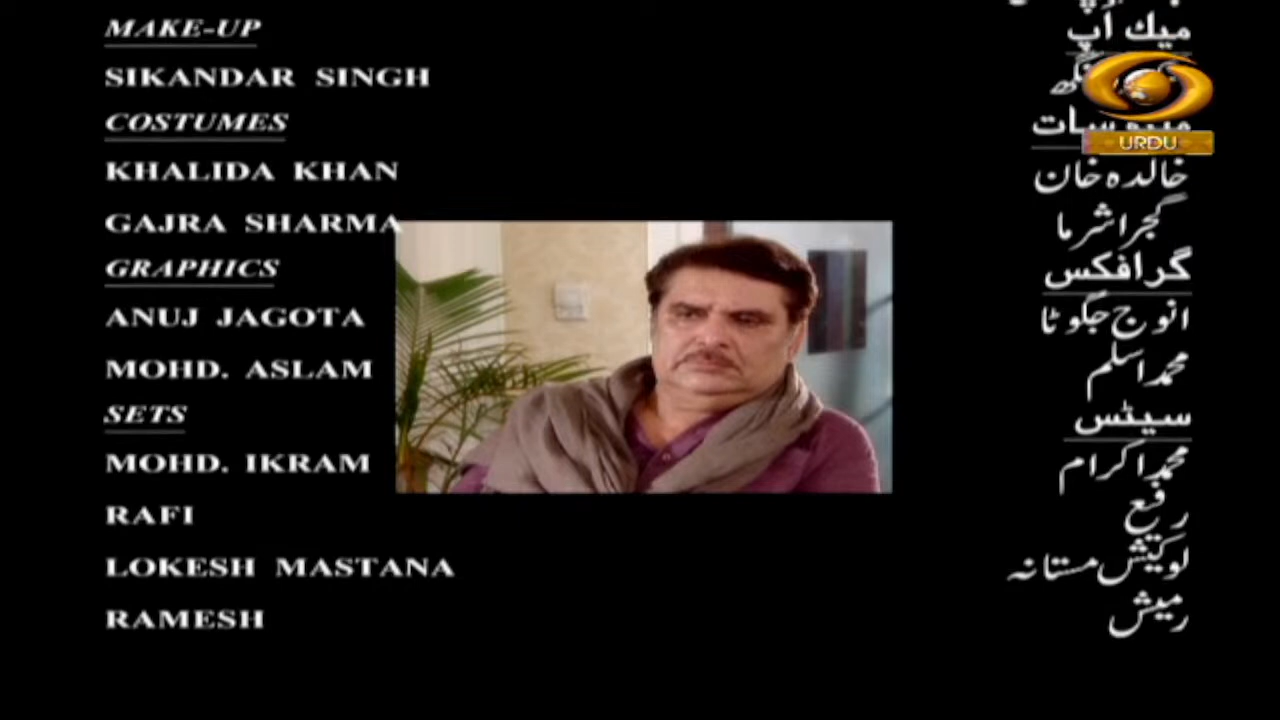 MAKE-UP
میک اَپ
SIKANDAR SINGH
COSTUMES
URDU
KHALIDA KHAN
خالدہ خان
GAJRA SHARMA
گجرا شرما
GRAPHICS
گرافکس
ANUJ JAGOTA
انوج جگوٹا
MOHD. ASLAM
محمد اسلم
SETS
سیٹس
MOHD. IKRAM
محمد اکرام
RAFI
رفیع
LOKESH MASTANA
لوکیش مستانہ
RAMESH
رمیش